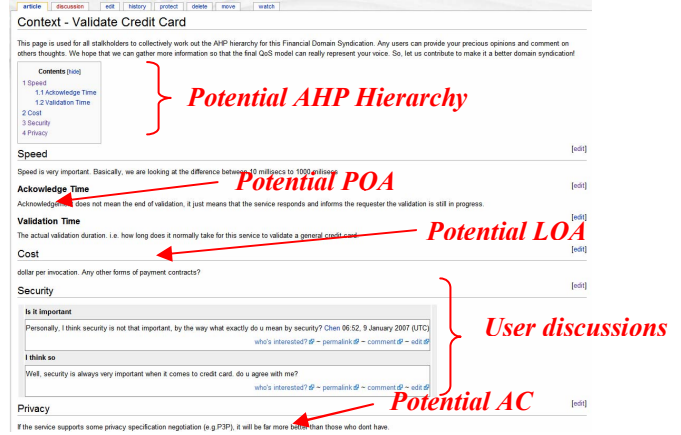 article discussion edit history protect delete move watch
Context - Validate Credit Card
This page is used for all stalkholders to collectively work out the AHP hierarchy for this Financial Domain Syndication. Any users can provide your precious opinions and comment on
others thoughts. We hope that we can gather more information so that the final QoS model can really represent your voice. So, let us contribute to make it a better domain syndication!
Contents [hide]
1 Speed
1.1 Ackowledge Time
1.2 Validation Time
2 Cost
3 Security
4 Privacy
Potential AHP Hierarchy
Speed [edit]
Speed is very important. Basically, we are looking at the difference between 10 millisecs to 1000 milisecs
Potential POA
Ackowledge Time [edit]
Acknowledgement does not mean the end of validation, it just means that the service responds and informs the requester the validation is still in progress.
Validation Time [edit]
The actual validation duration. i.e. how long does it normally take for this service to validate a general credit card
Potential LOA
Cost [edit]
dollar per invocation. Any other forms of payment contracts?
Security [edit]
Is it important
Personally, I think security is not that important, by the way what exactly do u mean by security? Chen 06:52, 9 January 2007 (UTC)
who's interested? ~ permalink ~ comment ~ edit
User discussions
I think so
Well, security is always very important when it comes to credit card. do u agree with me?
who's interested? ~ permalink ~ comment ~ edit
Potential AC
Privacy [edit]
If the service supports some privacy specification negotiation (e.g.P3P), it will be far more better than those who dont have.